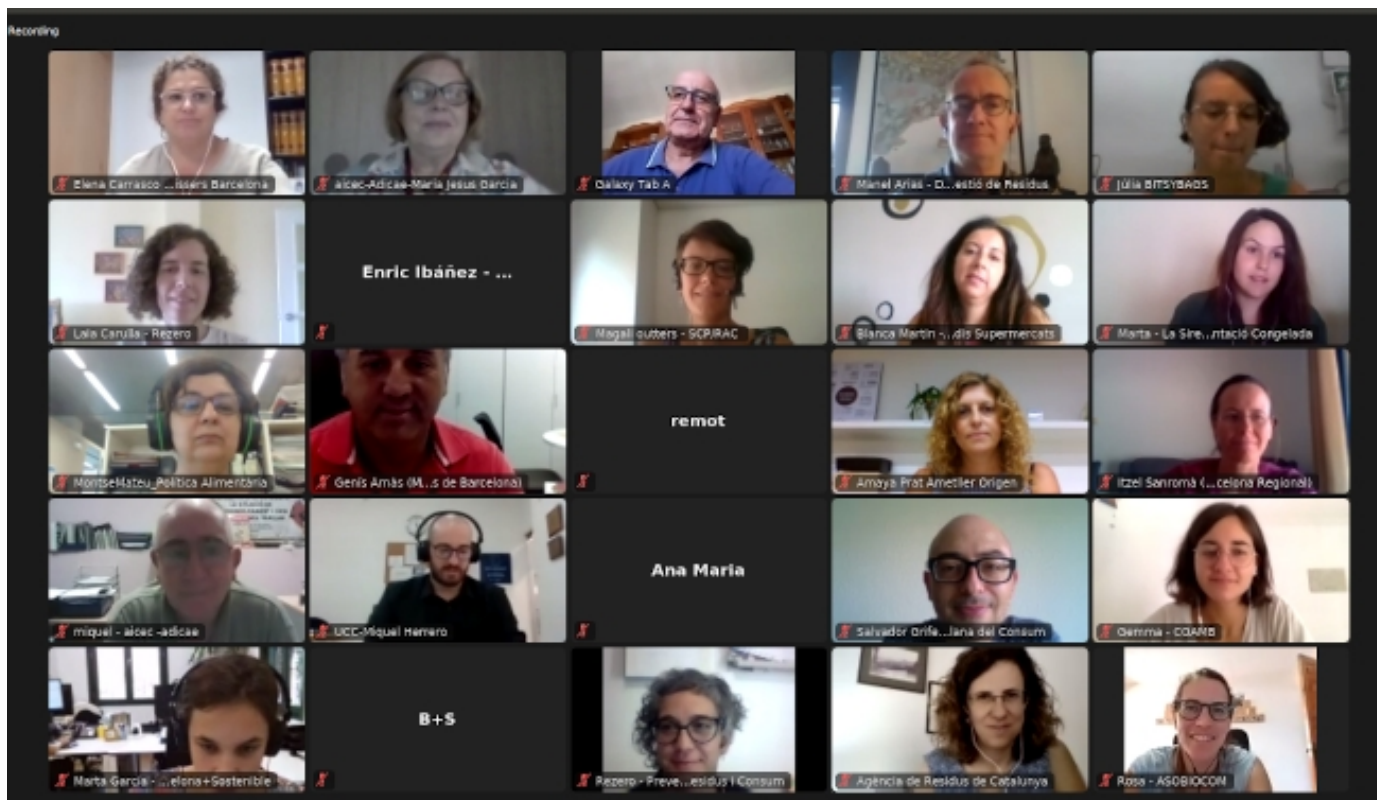 Recording
Elena Carrasco ...issers Barcelona
aicec-Adicae-Maria Jesus Garcia
Galaxy Tab A
Manel Arias - D...estió de Residus
Júlia BITSYBAGS
Laia Carulla - Rezero
Enric Ibáñez - ...
Magali outters - SCP/RAC
Blanca Martin -...dis Supermercats
Marta - La Sire...ntació Congelada
MontseMateu_Política Alimentària
Genís Amàs (M...s de Barcelona)
remot
Amaya Prat Ametller Origen
Itzel Sanromà (...celona Regional)
miquel - aicec -adicae
UCC-Miquel Herrero
Ana Maria
Salvador Grife...lana del Consum
Gemma - COAMB
Marta Garcia - ...elona+Sostenible
B+S
Rezero - Preve...esidus i Consum
Agència de Residus de Catalunya
Rosa - ASOBIOCOM